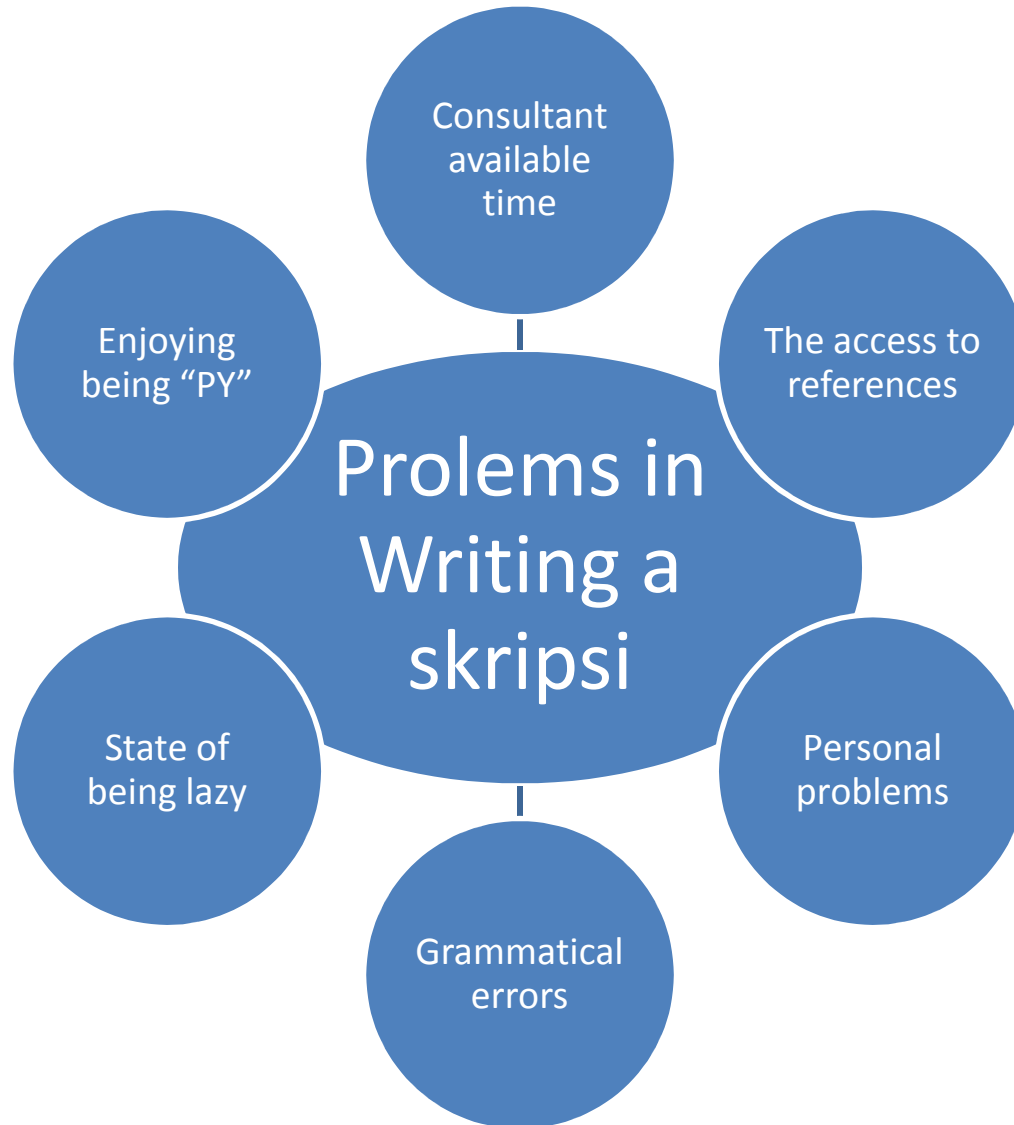 Consultant
available
time
Enjoying
being “PY”
The access to
references
Prolems in
Writing a
skripsi
State of
being lazy
Personal
problems
Grammatical
errors